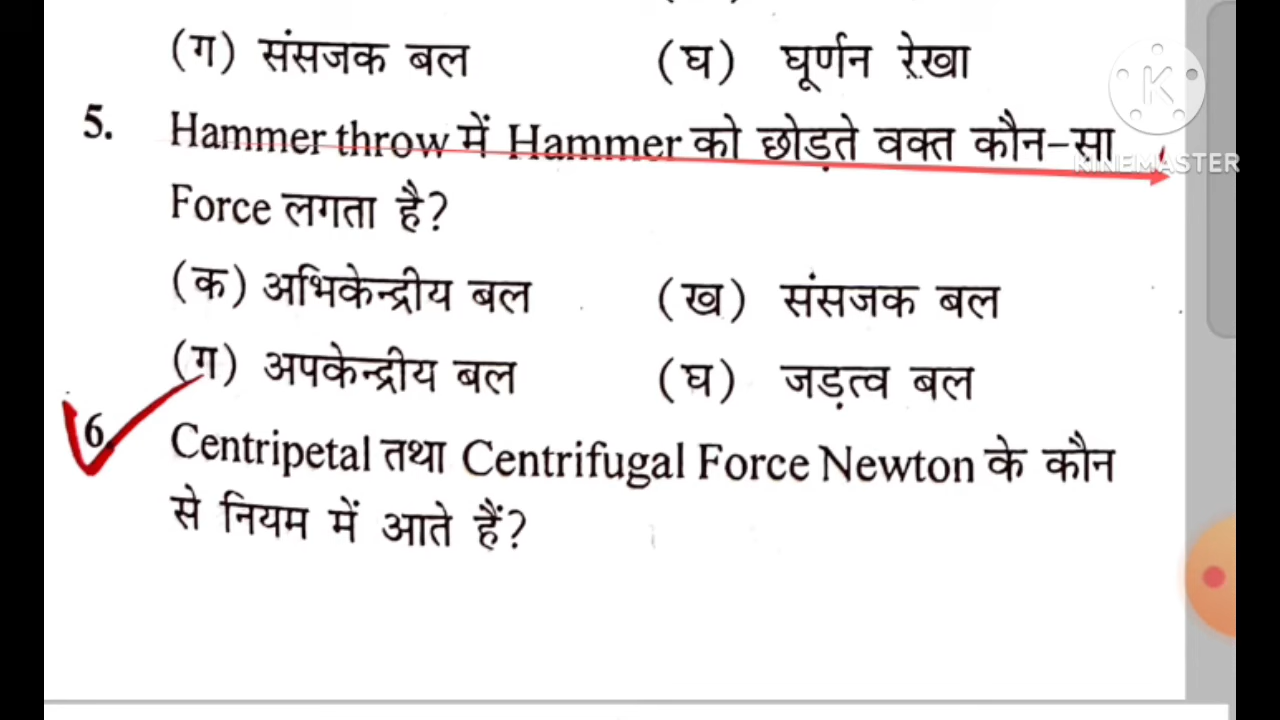 (ग) संसजक बल (घ) घूर्णन रेखा
5. Hammer throw में Hammer को छोड़ते वक्त कौन-सा
KINEMASTER
Force लगता है?
(क) अभिकेन्द्रीय बल (ख) संसजक बल
(ग) अपकेन्द्रीय बल (घ) जड़त्व बल
6. Centripetal तथा Centrifugal Force Newton के कौन
से नियम में आते हैं?